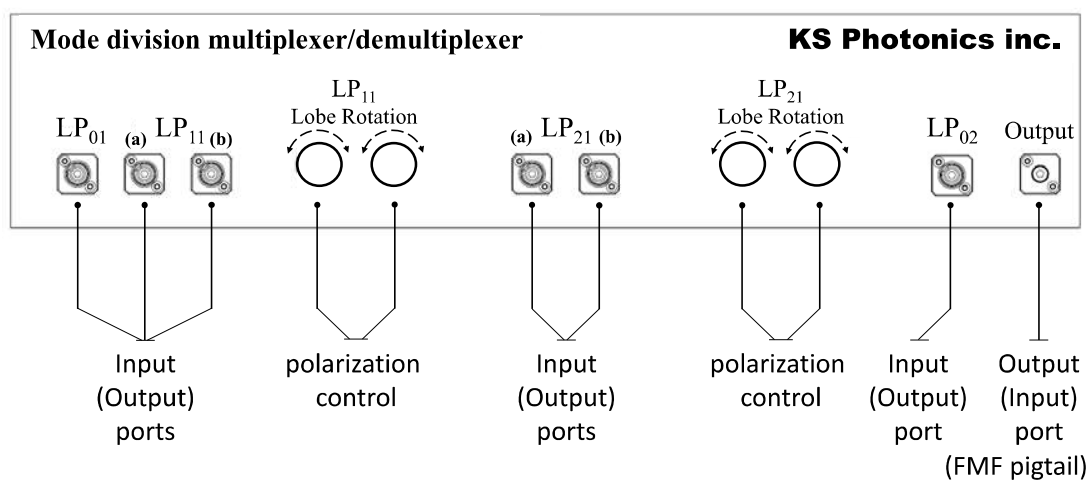 Mode division multiplexer/demultiplexer
KS Photonics inc.
LP01
(a) LP11 (b)
LP11
Lobe Rotation
(a) LP21 (b)
LP21
Lobe Rotation
LP02
Output
Input
(Output)
ports
polarization
control
Input
(Output)
ports
polarization
control
Input
(Output)
port
Output
(Input)
port
(FMF pigtail)